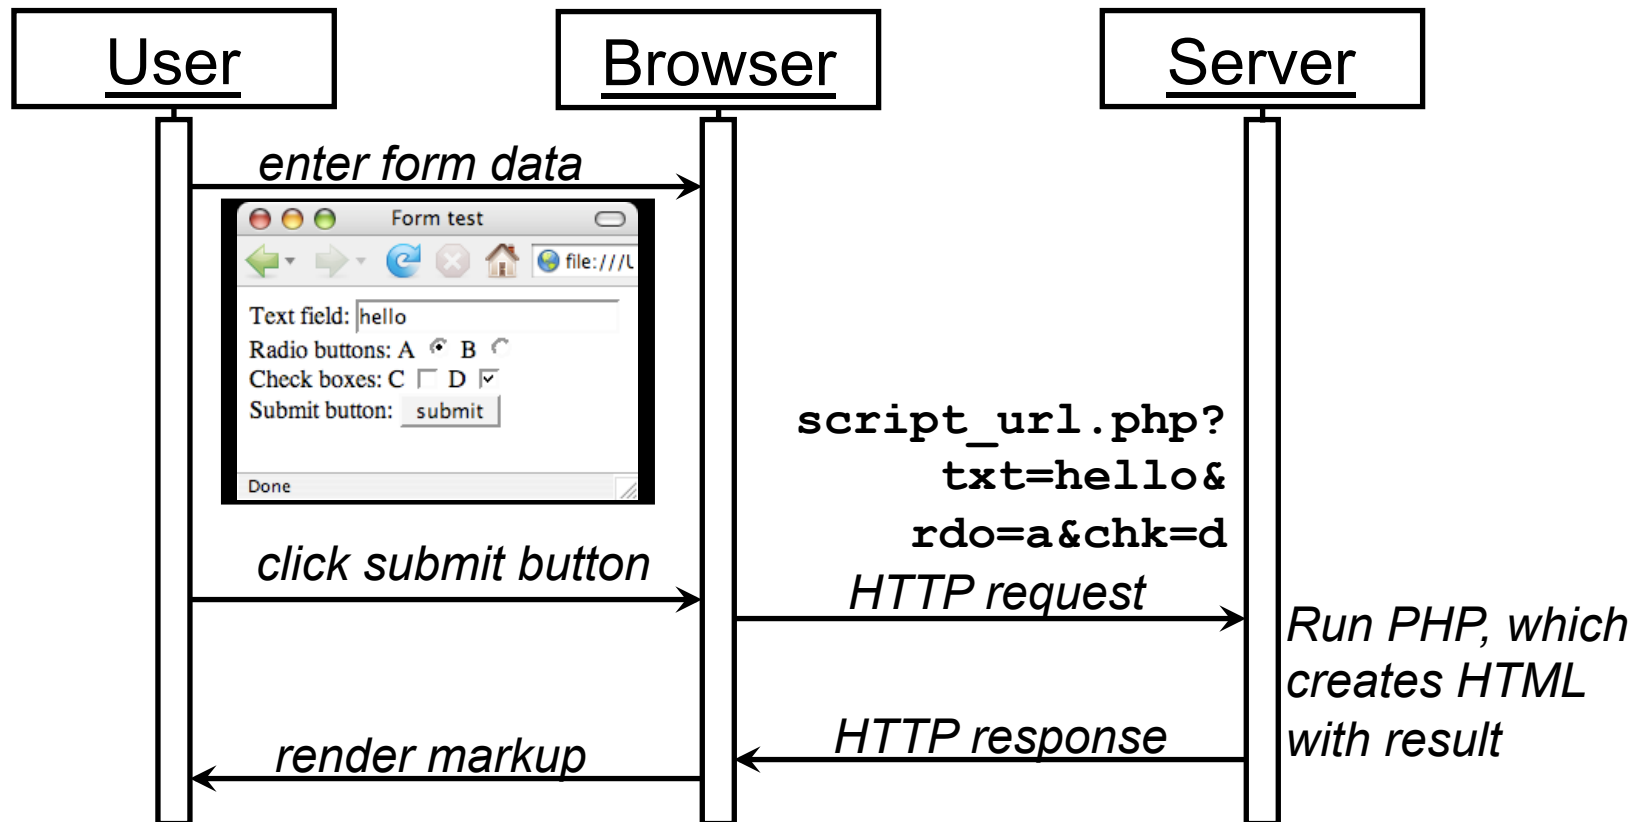 User
Browser
Server
enter form data
Form test
file:///U
Text field: hello
Radio buttons: A B
Check boxes: C D
Submit button: submit
Done
script_url.php?
txt=hello&
rdo=a&chk=d
click submit button
HTTP request
Run PHP, which
creates HTML
with result
HTTP response
render markup